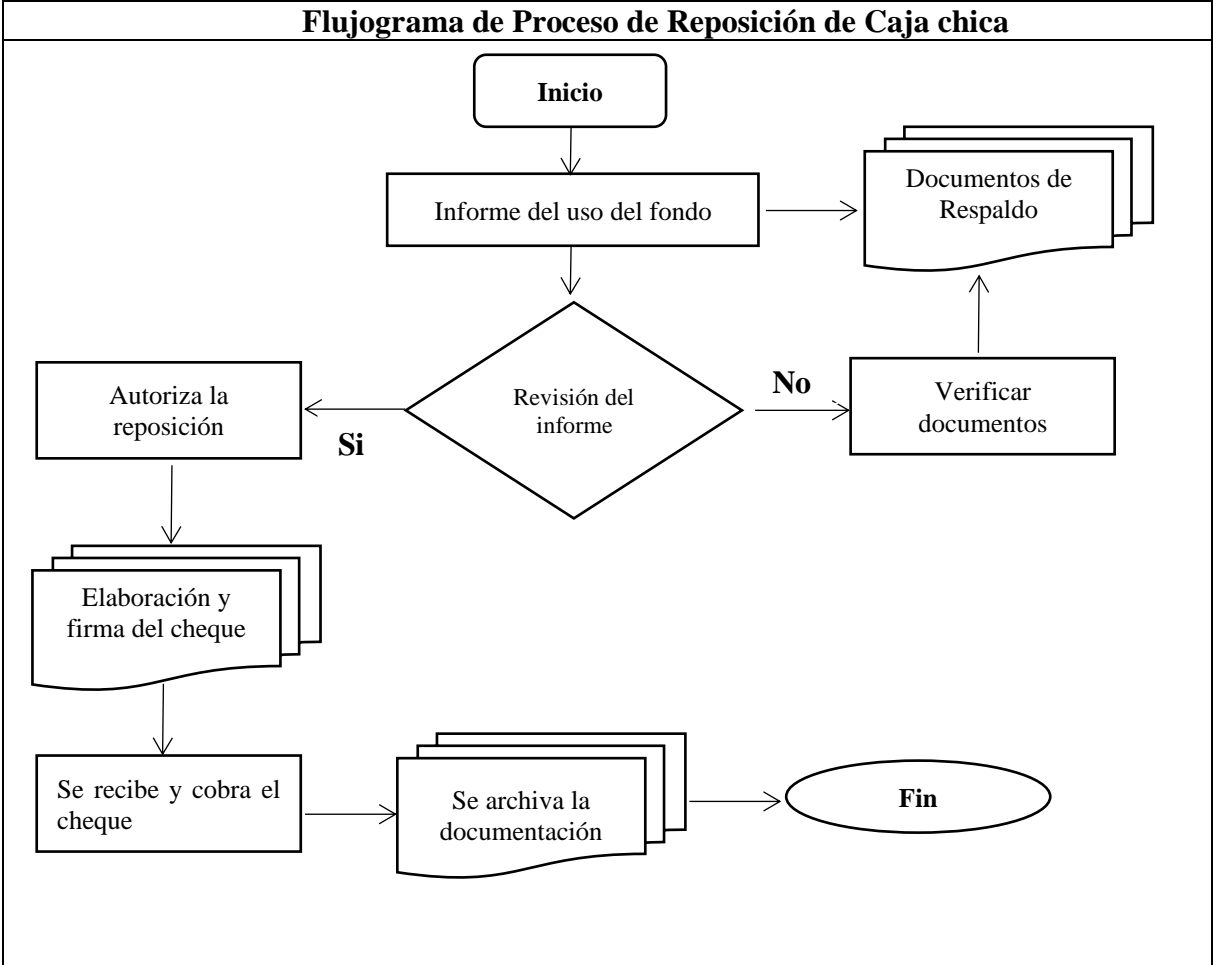 Flujograma de Proceso de Reposición de Caja chica
Inicio
Informe del uso del fondo
Documentos de
Respaldo
Revisión del
informe
No
Verificar
documentos
Si
Autoriza la
reposición
Elaboración y
firma del cheque
Se recibe y cobra el
cheque
Se archiva la
documentación
Fin